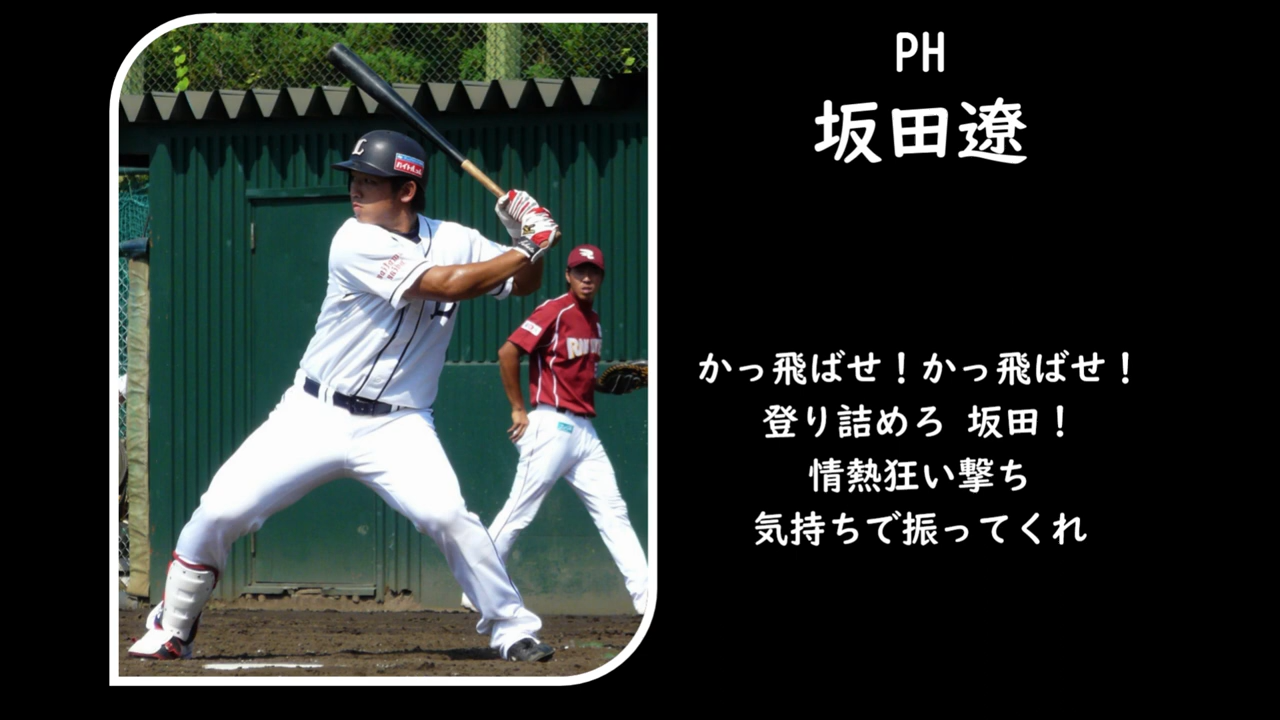 PH
坂田遼
かっ飛ばせ！かっ飛ばせ！
登り詰めろ 坂田！
情熱狂い撃ち
気持ちで振ってくれ
L